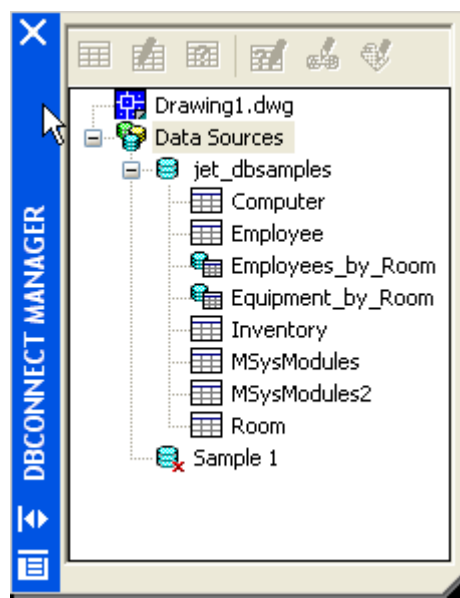 DBCONNECT MANAGER
Drawing1.dwg
Data Sources
jet_dbsamples
Computer
Employee
Employees_by_Room
Equipment_by_Room
Inventory
MSysModules
MSysModules2
Room
Sample 1